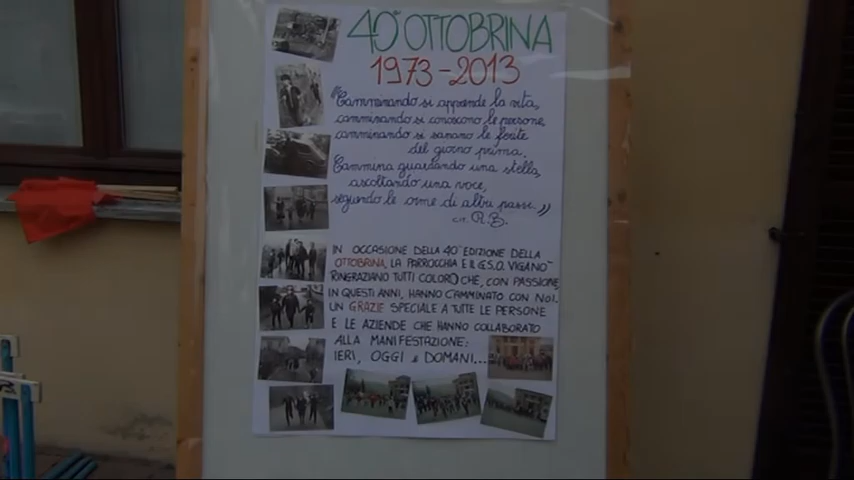 40° OTTOBRINA
1973-2013
"Camminando si apprende la vita,
camminando si conoscono le persone,
camminando si sanano le ferite
del giorno prima.
Cammina guardando una stella,
ascoltando una voce,
seguendo le orme di altri passi."
cit. R.B.
IN OCCASIONE DELLA 40° EDIZIONE DELLA
OTTOBRINA, LA PARROCCHIA E IL C.S.O. VIGANO'
RINGRAZIANO TUTTI COLORO CHE, CON PASSIONE,
IN QUESTI ANNI, HANNO CAMMINATO CON NOI.
UN GRAZIE SPECIALE A TUTTE LE PERSONE
E LE AZIENDE CHE HANNO COLLABORATO
ALLA MANIFESTAZIONE:
IERI, OGGI e DOMANI...